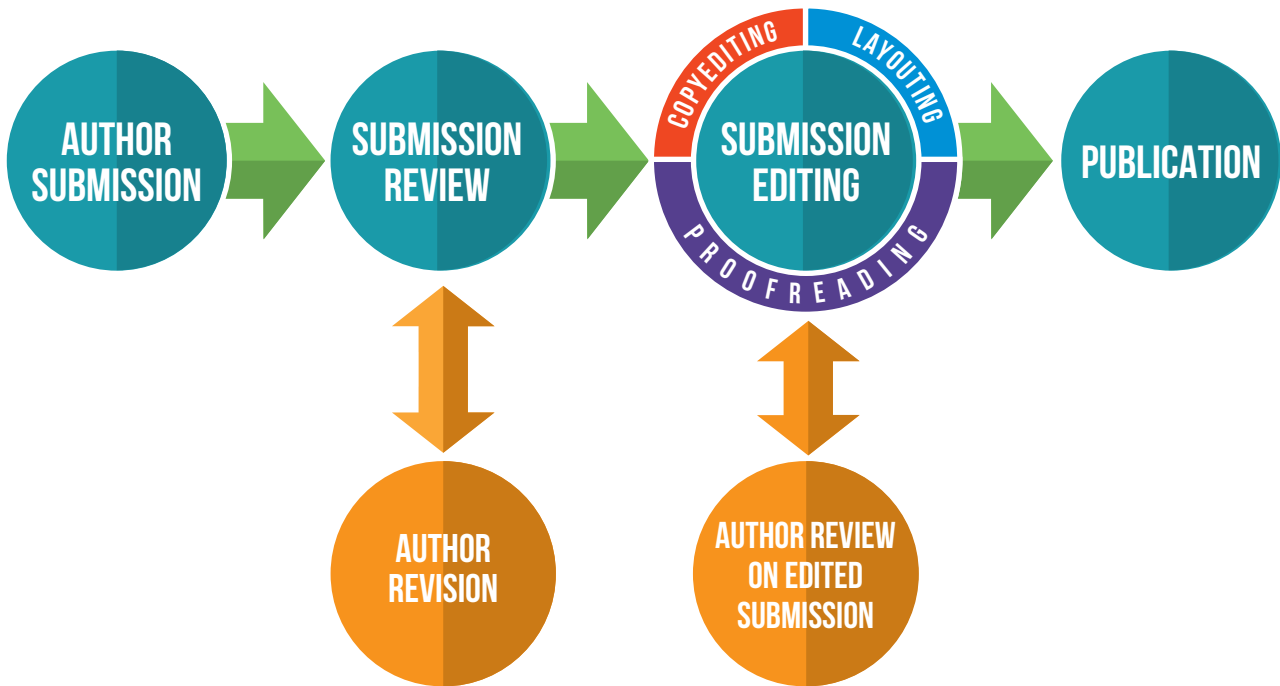 AUTHOR
SUBMISSION
SUBMISSION
REVIEW
COPYEDITING
LAYOUTING
SUBMISSION
EDITING
PROOFREADING
PUBLICATION
AUTHOR
REVISION
AUTHOR REVIEW
ON EDITED
SUBMISSION